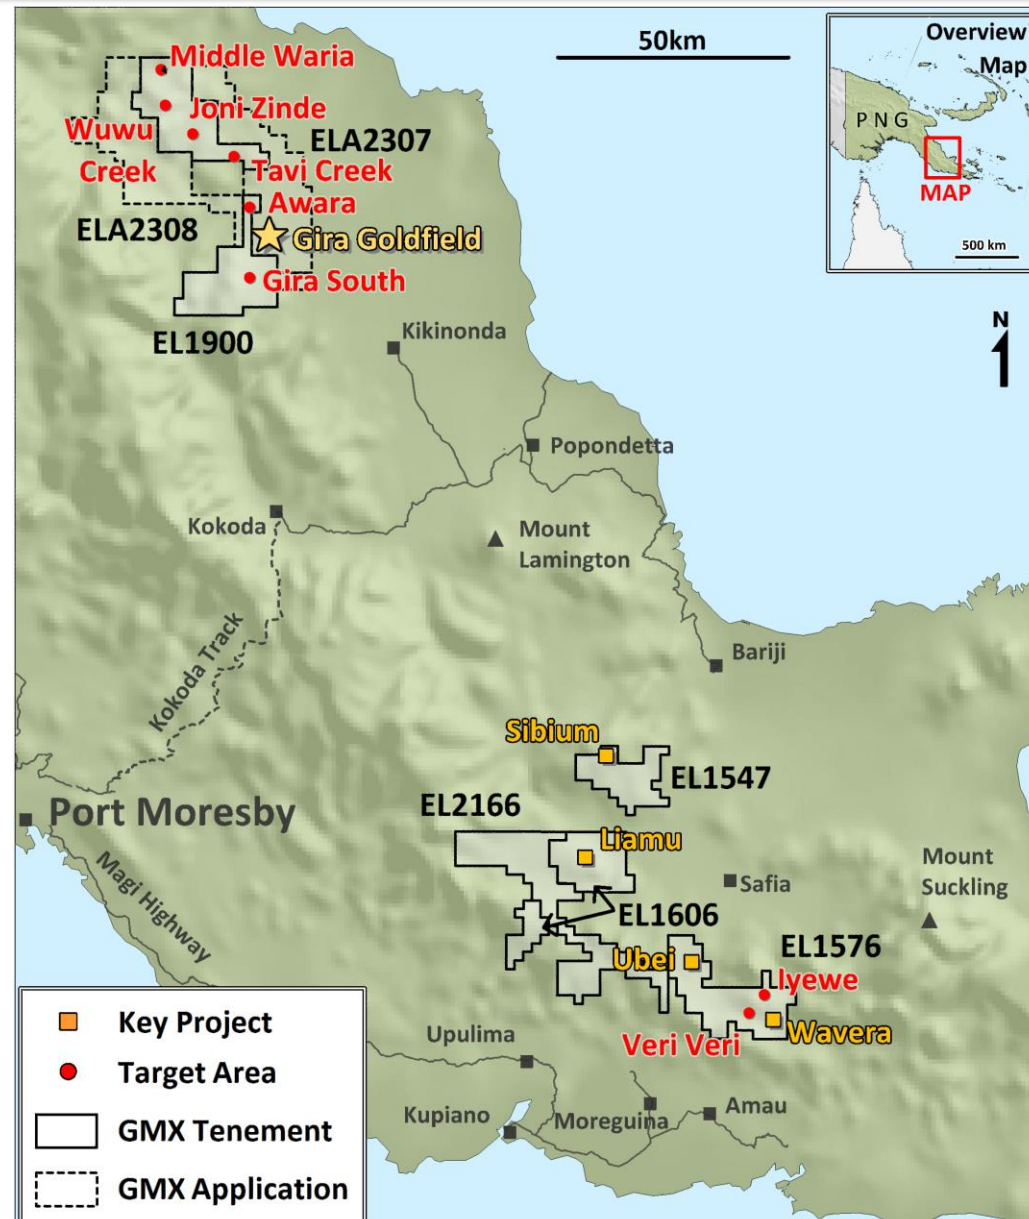 Middle Waria
50km
Overview
Map
P N G
MAP
500 km
Joni Zinde
Wuwu
Creek
ELA2307
Tavi Creek
Awara
ELA2308
Gira Goldfield
Gira South
EL1900
Kikinonda
N
Popondetta
Kokoda
Mount
Lamington
Kokoda Track
Bariji
Sibium
EL1547
EL2166
Port Moresby
Liamu
Magi Highway
Mount
Suckling
Safia
EL1606
EL1576
Ubei
Iyewe
Wavera
Veri Veri
Upulima
Kupiano
Moreguina
Amau
Key Project
Target Area
GMX Tenement
GMX Application